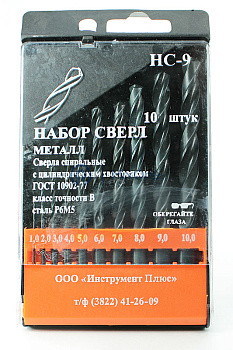 НС-9
10 штук
НАБОР СВЕРЛ
МЕТАЛЛ
Сверла спиральные
с цилиндрическим хвостовиком
ГОСТ 10902-77
класс точности В
сталь Р6М5
ОБЕРЕГАЙТЕ
ГЛАЗА
1,0 2,0 3,0 4,0 5,0 6,0 7,0 8,0 9,0 10,0
ООО «Инструмент Плюс»
т/ф (3822) 41-26-09